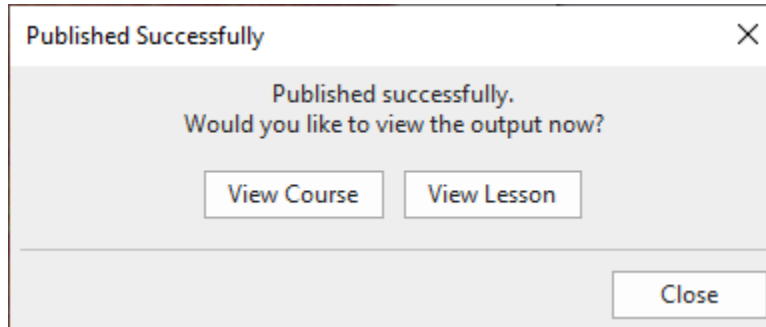 Published Successfully
Published successfully.
Would you like to view the output now?
View Course
View Lesson
Close